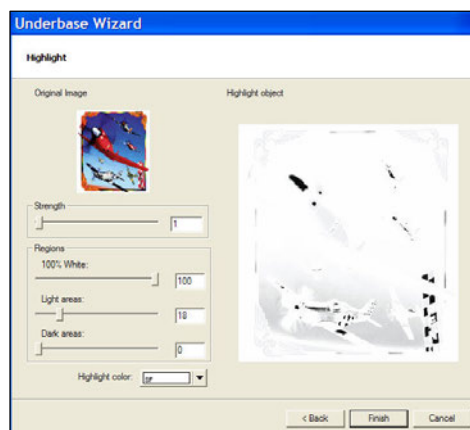 Underbase Wizard
Highlight
Original Image
Highlight object
Strength
1
Regions
100% White:
100
Light areas:
18
Dark areas:
0
Highlight color:
< Back
Finish
Cancel